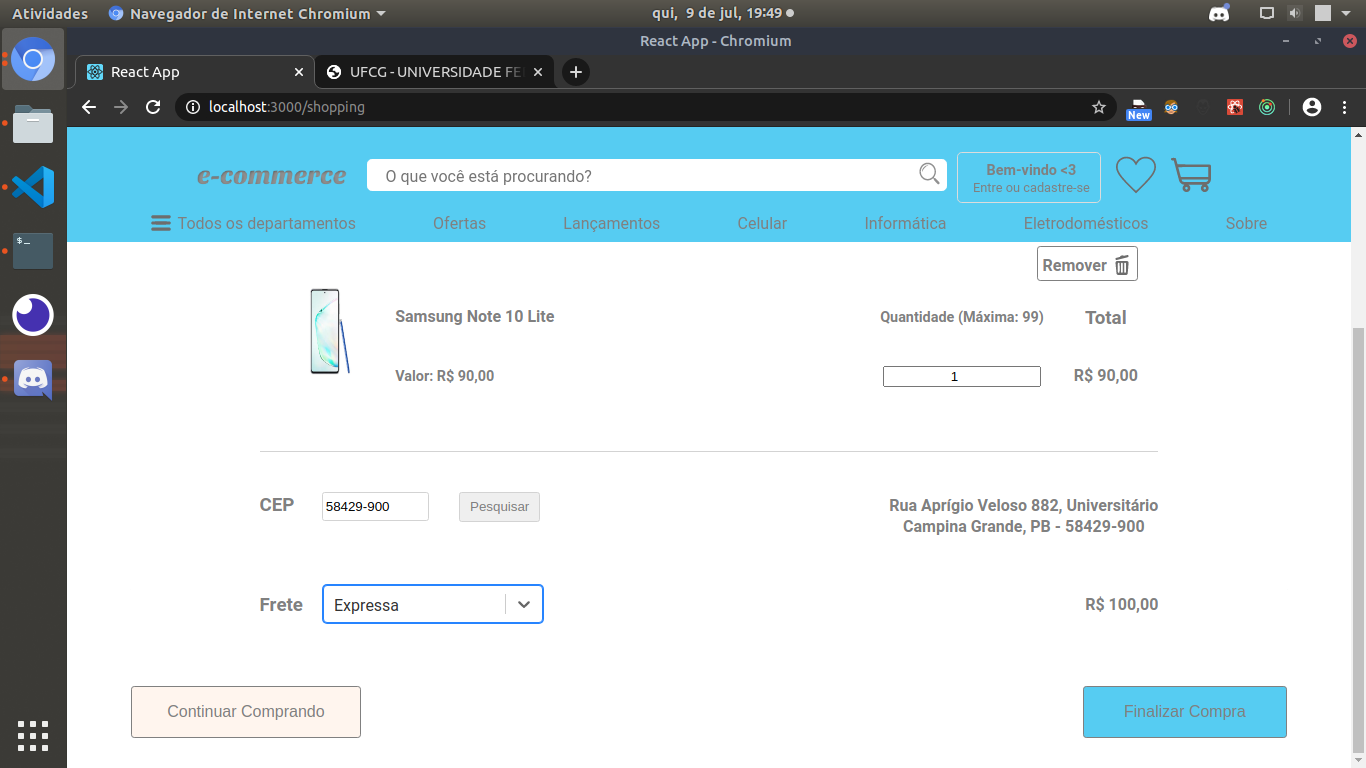 Atividades
Navegador de Internet Chromium
qui, 9 de jul, 19:49
React App - Chromium
React App
UFCG - UNIVERSIDADE FE
localhost:3000/shopping
New
e-commerce
O que você está procurando?
Bem-vindo <3
Entre ou cadastre-se
Todos os departamentos
Ofertas
Lançamentos
Celular
Informática
Eletrodomésticos
Sobre
Remover
Samsung Note 10 Lite
Quantidade (Máxima: 99)
Total
Valor: R$ 90,00
1
R$ 90,00
CEP
58429-900
Pesquisar
Rua Aprígio Veloso 882, Universitário
Campina Grande, PB - 58429-900
Frete
Expressa
R$ 100,00
Continuar Comprando
Finalizar Compra